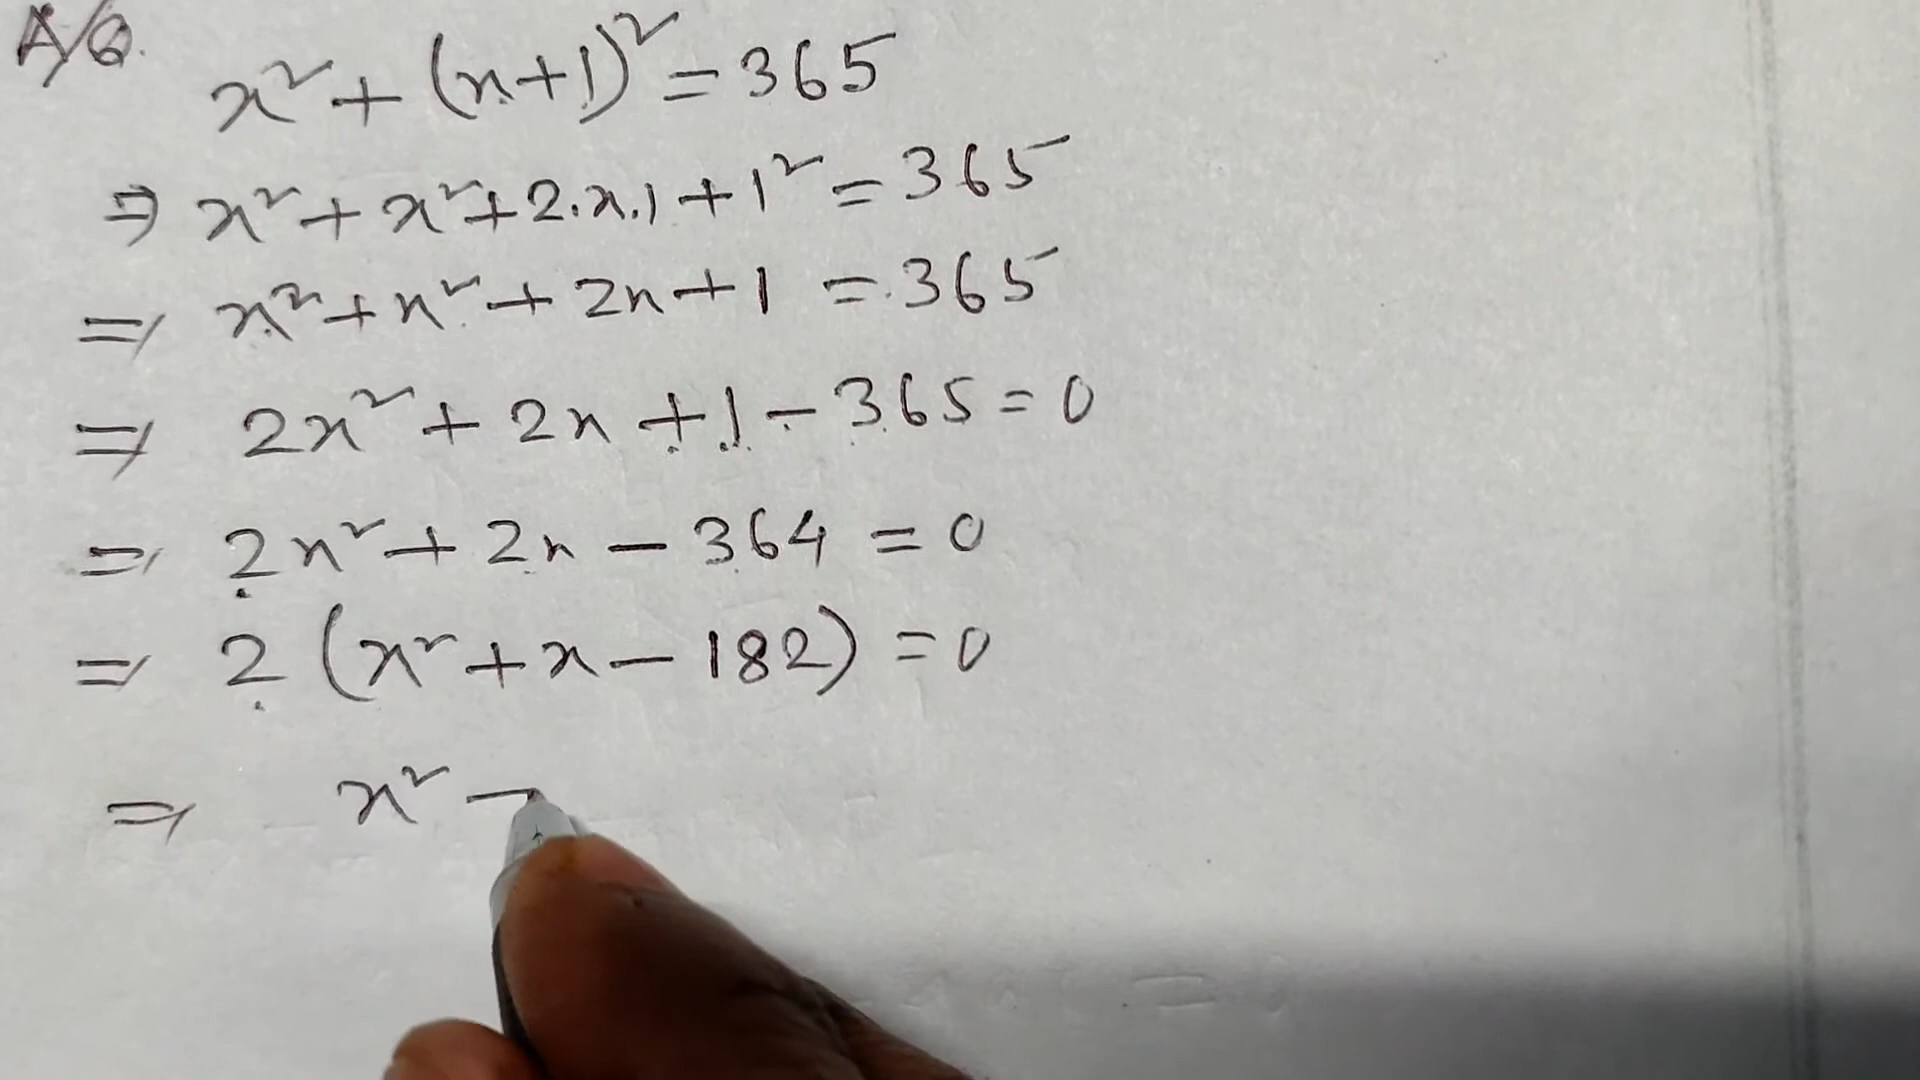 A/Q.
x² + (x+1)² = 365
⇒ x² + x² + 2.x.1 + 1² = 365
⇒ x² + x² + 2x + 1 = 365
⇒ 2x² + 2x + 1 - 365 = 0
⇒ 2x² + 2x - 364 = 0
⇒ 2 (x² + x - 182) = 0
⇒ x² -